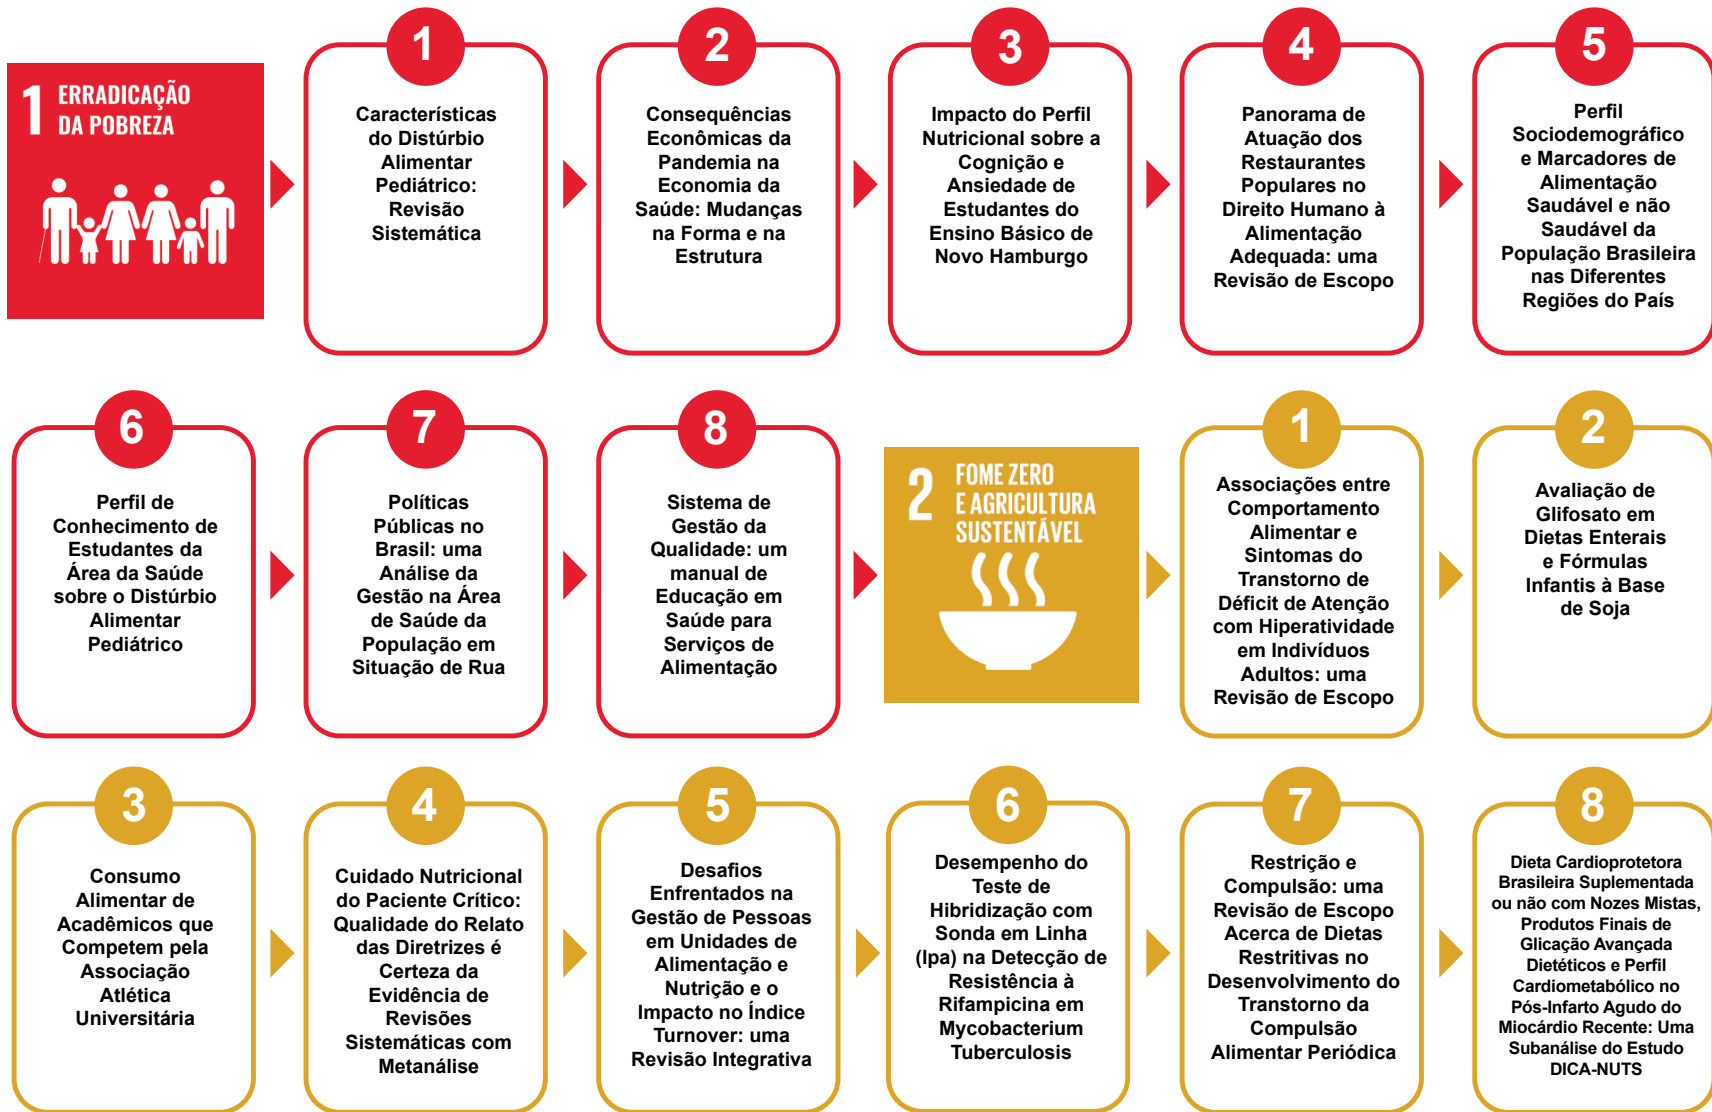 1 ERRADICAÇÃO
DA POBREZA
1
Características
do Distúrbio
Alimentar
Pediátrico:
Revisão
Sistemática
2
Consequências
Econômicas da
Pandemia na
Economia da
Saúde: Mudanças
na Forma e na
Estrutura
3
Impacto do Perfil
Nutricional sobre a
Cognição e
Ansiedade de
Estudantes do
Ensino Básico de
Novo Hamburgo
4
Panorama de
Atuação dos
Restaurantes
Populares no
Direito Humano à
Alimentação
Adequada: uma
Revisão de Escopo
5
Perfil
Sociodemográfico
e Marcadores de
Alimentação
Saudável e não
Saudável da
População Brasileira
nas Diferentes
Regiões do País
6
Perfil de
Conhecimento de
Estudantes da
Área da Saúde
sobre o Distúrbio
Alimentar
Pediátrico
7
Políticas
Públicas no
Brasil: uma
Análise da
Gestão na Área
de Saúde da
População em
Situação de Rua
8
Sistema de
Gestão da
Qualidade: um
manual de
Educação em
Saúde para
Serviços de
Alimentação
2 FOME ZERO
E AGRICULTURA
SUSTENTÁVEL
1
Associações entre
Comportamento
Alimentar e
Sintomas do
Transtorno de
Déficit de Atenção
com Hiperatividade
em Indivíduos
Adultos: uma
Revisão de Escopo
2
Avaliação de
Glifosato em
Dietas Enterais
e Fórmulas
Infantis à Base
de Soja
3
Consumo
Alimentar de
Acadêmicos que
Competem pela
Associação
Atlética
Universitária
4
Cuidado Nutricional
do Paciente Crítico:
Qualidade do Relato
das Diretrizes é
Certeza da
Evidência de
Revisões
Sistemáticas com
Metanálise
5
Desafios
Enfrentados na
Gestão de Pessoas
em Unidades de
Alimentação e
Nutrição e o
Impacto no Índice
Turnover: uma
Revisão Integrativa
6
Desempenho do
Teste de
Hibridização com
Sonda em Linha
(lpa) na Detecção de
Resistência à
Rifampicina em
Mycobacterium
Tuberculosis
7
Restrição e
Compulsão: uma
Revisão de Escopo
Acerca de Dietas
Restritivas no
Desenvolvimento do
Transtorno da
Compulsão
Alimentar Periódica
8
Dieta Cardioprotetora
Brasileira Suplementada
ou não com Nozes Mistas,
Produtos Finais de
Glicação Avançada
Dietéticos e Perfil
Cardiometabólico no
Pós-Infarto Agudo do
Miocárdio Recente: Uma
Subanálise do Estudo
DICA-NUTS